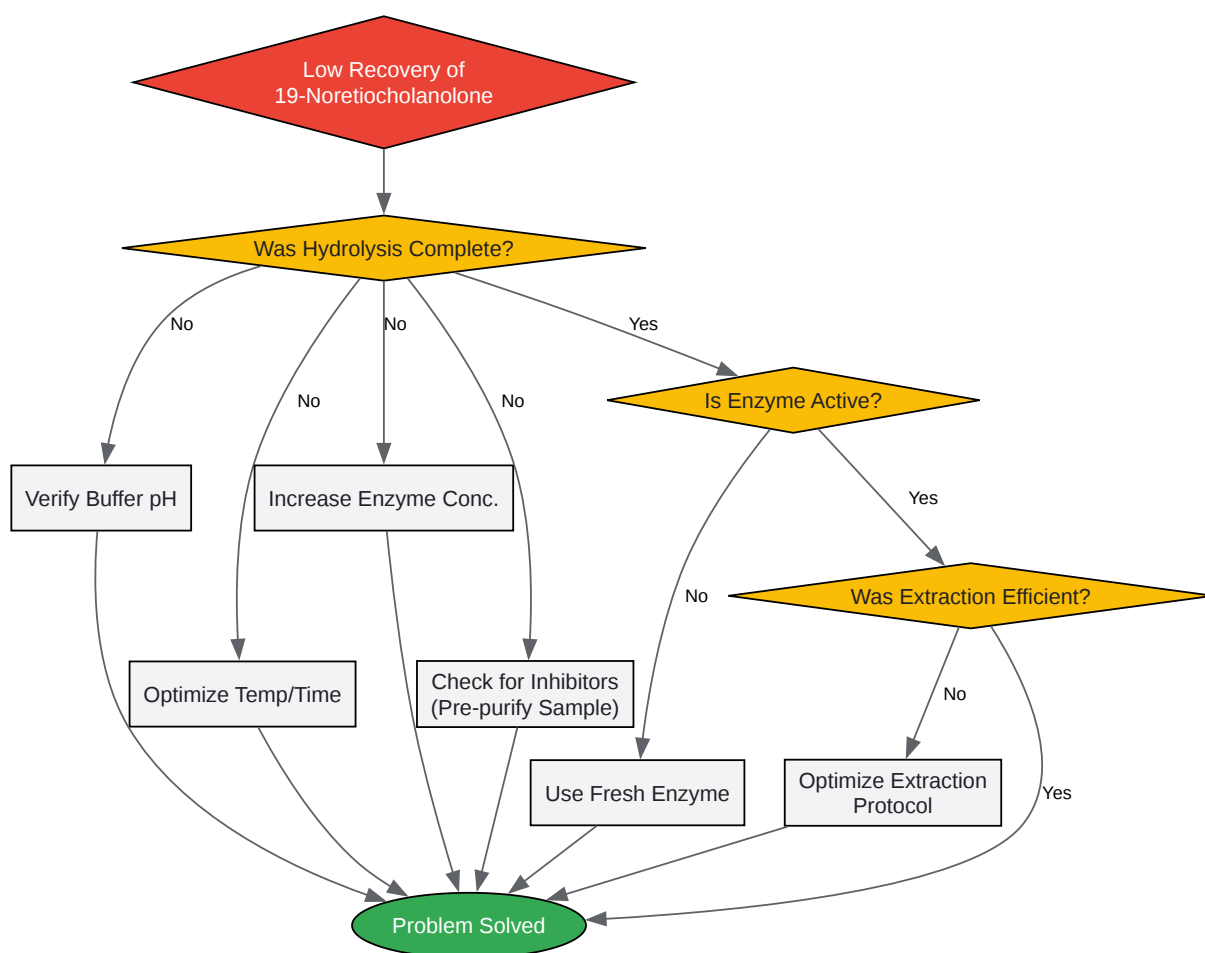 Low Recovery of
19-Noretiocholanolone
Was Hydrolysis Complete?
No
No
Yes
Is Enzyme Active?
No
No
Verify Buffer pH
Increase Enzyme Conc.
Yes
No
Was Extraction Efficient?
Optimize Temp/Time
Check for Inhibitors
(Pre-purify Sample)
No
Use Fresh Enzyme
Optimize Extraction
Protocol
Yes
Problem Solved